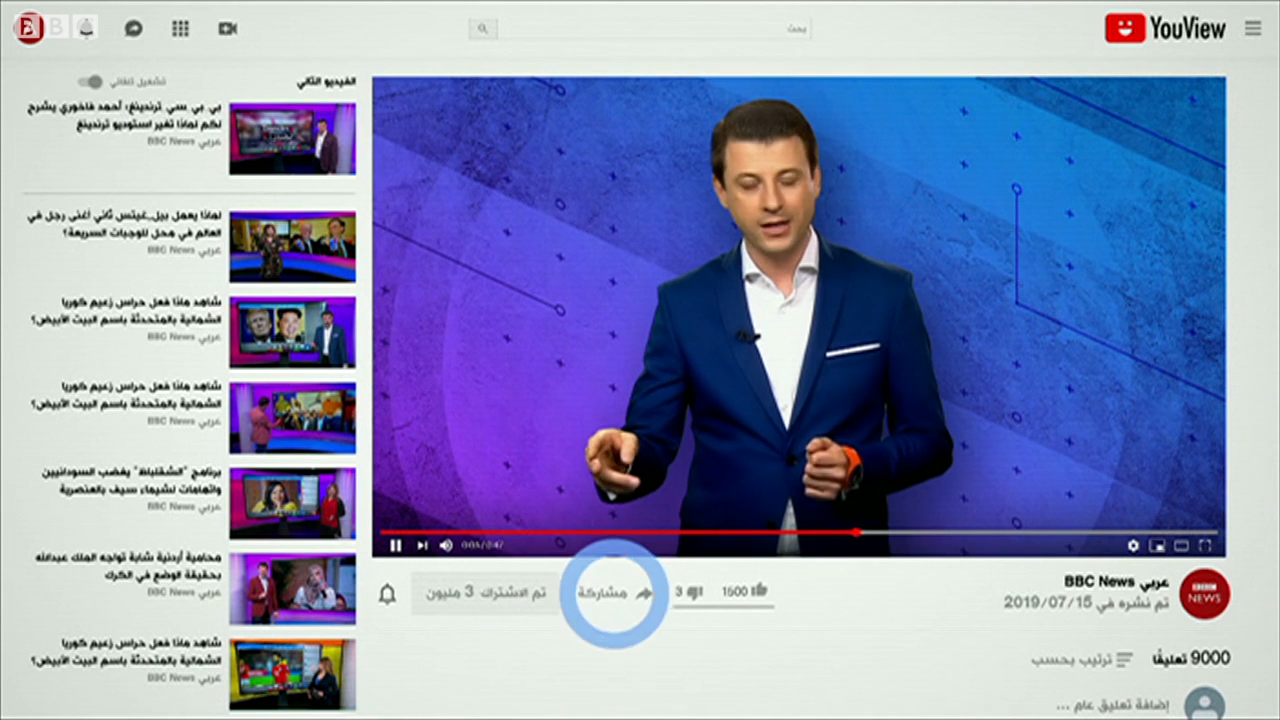 BBC
بحث
YouView
الفيديو التالي
تشغيل تلقائي
بي بي سي ترندينغ: أحمد فاخوري يشرح
لكم لماذا تغير استوديو ترندينغ
عربي BBC News
لماذا يعمل بيل غيتس ثاني أغنى رجل في
العالم في محل للوجبات السريعة؟
عربي BBC News
شاهد ماذا فعل حراس زعيم كوريا
الشمالية بالمتحدثة باسم البيت الأبيض؟
عربي BBC News
شاهد ماذا فعل حراس زعيم كوريا
الشمالية بالمتحدثة باسم البيت الأبيض؟
عربي BBC News
برنامج "الشقلباظ" يغضب السودانيين
واتهامات لشيماء سيف بالعنصرية
عربي BBC News
محامية أردنية شابة تواجه الملك عبدالله
بحقيقة الوضع في الكرك
عربي BBC News
شاهد ماذا فعل حراس زعيم كوريا
الشمالية بالمتحدثة باسم البيت الأبيض؟
عربي BBC News
عربي BBC News
تم نشره في 2019/07/15
BBC
NEWS
1500
3
مشاركة
تم الاشتراك 3 مليون
9000 تعليقًا
ترتيب بحسب
إضافة تعليق عام ...